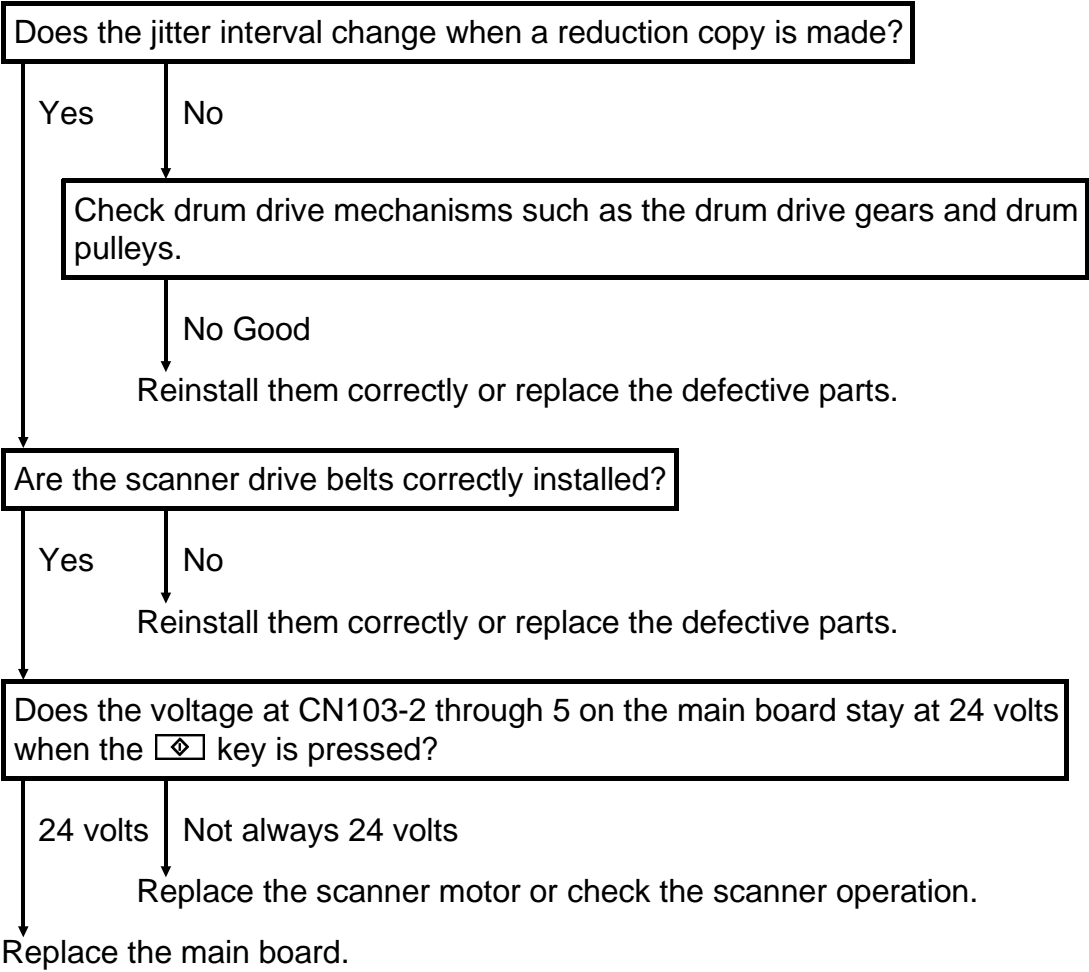 Does the jitter interval change when a reduction copy is made?
Yes
No
Check drum drive mechanisms such as the drum drive gears and drum
pulleys.
No Good
Reinstall them correctly or replace the defective parts.
Are the scanner drive belts correctly installed?
Yes
No
Reinstall them correctly or replace the defective parts.
Does the voltage at CN103-2 through 5 on the main board stay at 24 volts
when the key is pressed?
24 volts
Not always 24 volts
Replace the scanner motor or check the scanner operation.
Replace the main board.